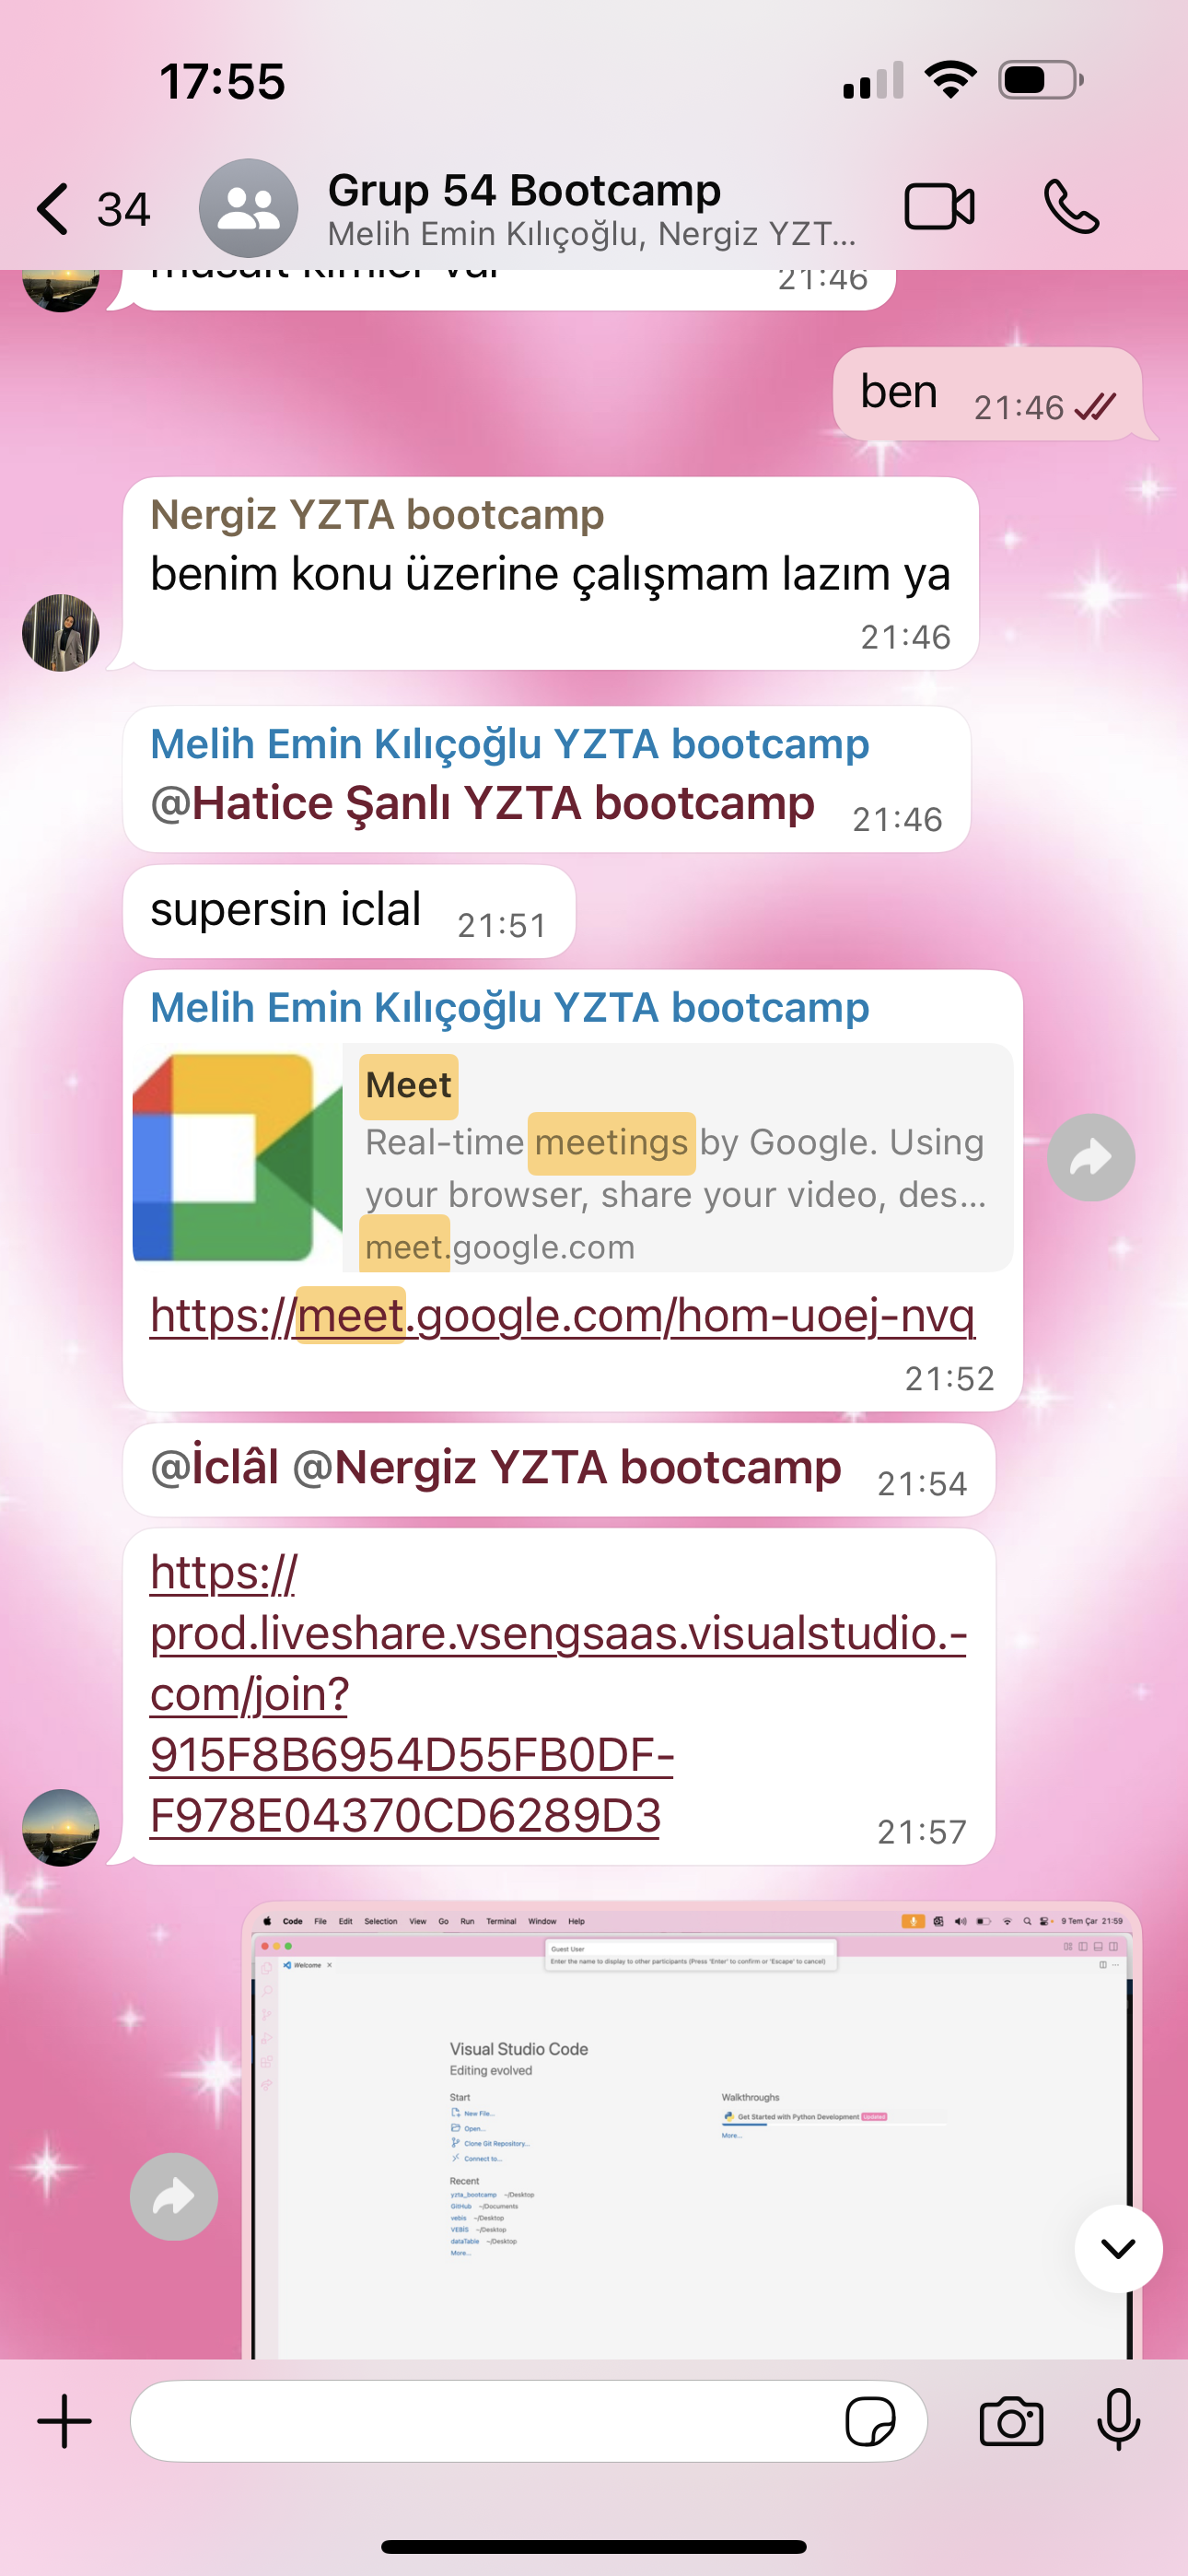 17:55
34
Grup 54 Bootcamp
Melih Emin Kılıçoğlu, Nergiz YZT...
müsait kimler var 21:46
ben 21:46
Nergiz YZTA bootcamp
benim konu üzerine çalışmam lazım ya
21:46
Melih Emin Kılıçoğlu YZTA bootcamp
@Hatice Şanlı YZTA bootcamp 21:46
supersin iclal 21:51
Melih Emin Kılıçoğlu YZTA bootcamp
Meet
Real-time meetings by Google. Using
your browser, share your video, des...
meet.google.com
https://meet.google.com/hom-uoej-nvq
21:52
@İclâl @Nergiz YZTA bootcamp 21:54
https://
prod.liveshare.vsengsaas.visualstudio.-
com/join?
915F8B6954D55FB0DF-
F978E04370CD6289D3 21:57
Code File Edit Selection View Go Run Terminal Window Help 9 Tem Çar 21:59
Guest User
Enter the name to display to other participants (Press 'Enter' to confirm or 'Escape' to cancel)
Welcome
Visual Studio Code
Editing evolved
Start
New File...
Open...
Clone Git Repository...
Connect to...
Recent
yzta_bootcamp ~/Desktop
GitHub ~/Documents
vebis ~/Desktop
VEBİS ~/Desktop
dataTable ~/Desktop
More...
Walkthroughs
Get Started with Python Development Updated
More...